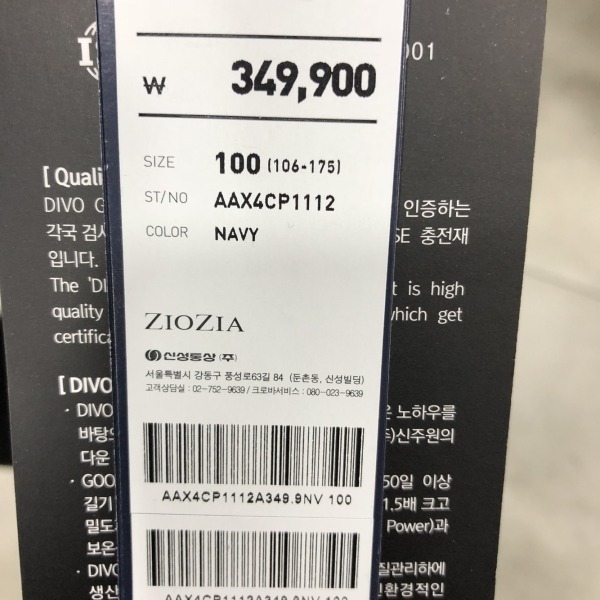 IS
001
₩ 349,900
SIZE 100 (106-175)
ST/NO AAX4CP1112
COLOR NAVY
ZIOZIA
신성통상 (주)
서울특별시 강동구 풍성로63길 84 (둔촌동, 신성빌딩)
고객상담실 : 02-752-9639 / 크로바서비스 : 080-023-9639
AAX4CP1112A349.9NV 100
AAX4CP1112A349.9NV 100
[ Quali
DIVO G 인증하는
각국 검사 SE 충전재
입니다.
The 'DI t is high
quality which get
certifica
[ DIVO
· DIVO 은 노하우를
바탕으 주)신주원의
다운
· GOO 50일 이상
길기 1.5배 크고
밀도 Power)과
보온
· DIVO 질관리하에
생산 친환경적인